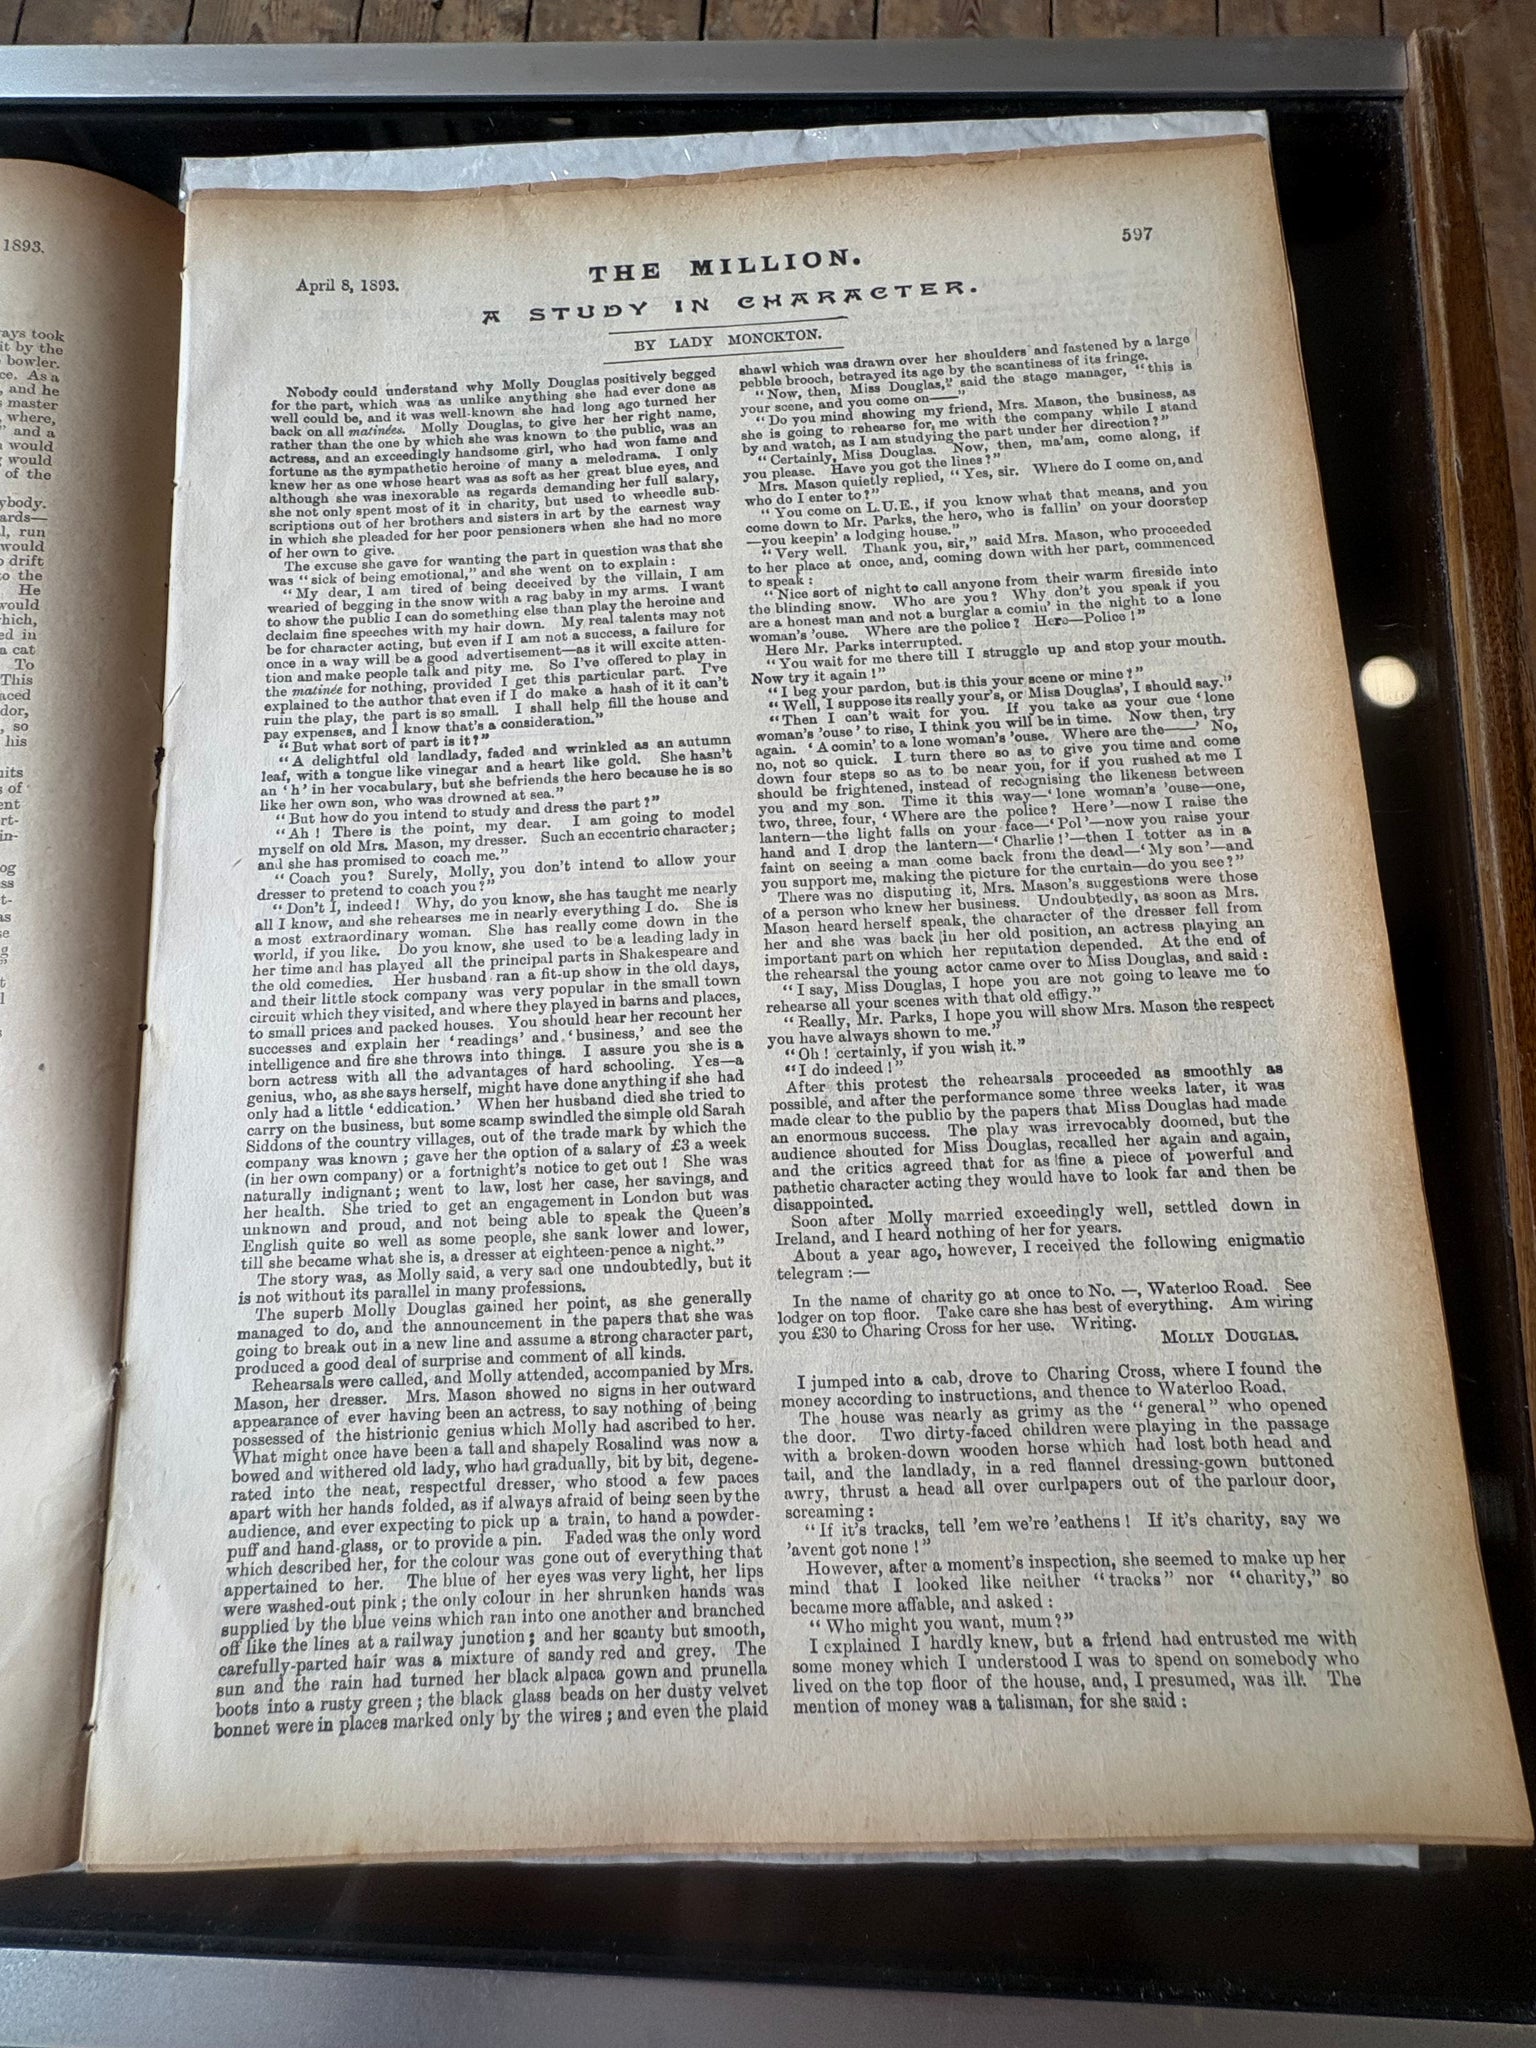 1893.
ays took
it by the
bowler.
ce. As a
, and he
master
where,
" and a
would
would
of the
ybody.
ards—
l, run
would
drift
to the
He
would
hich,
ed in
a cat
To
This
aced
dor,
, so
his
uits
s of
ent
ort-
in-
og
ss
t-
as
se
g
"
t
l
s
597
THE MILLION.
April 8, 1893.
A STUDY IN CHARACTER.
BY LADY MONCKTON.
Nobody could understand why Molly Douglas positively begged
for the part, which was as unlike anything she had ever done as
well could be, and it was well-known she had long ago turned her
back on all matinées. Molly Douglas, to give her her right name,
rather than the one by which she was known to the public, was an
actress, and an exceedingly handsome girl, who had won fame and
fortune as the sympathetic heroine of many a melodrama. I only
knew her as one whose heart was as soft as her great blue eyes, and
although she was inexorable as regards demanding her full salary,
she not only spent most of it in charity, but used to wheedle sub-
scriptions out of her brothers and sisters in art by the earnest way
in which she pleaded for her poor pensioners when she had no more
of her own to give.
The excuse she gave for wanting the part in question was that she
was "sick of being emotional," and she went on to explain:
"My dear, I am tired of being deceived by the villain, I am
wearied of begging in the snow with a rag baby in my arms. I want
to show the public I can do something else than play the heroine and
declaim fine speeches with my hair down. My real talents may not
be for character acting, but even if I am not a success, a failure for
once in a way will be a good advertisement—as it will excite atten-
tion and make people talk and pity me. So I've offered to play in
the matinée for nothing, provided I get this particular part. I've
explained to the author that even if I do make a hash of it it can't
ruin the play, the part is so small. I shall help fill the house and
pay expenses, and I know that's a consideration."
"But what sort of part is it?"
"A delightful old landlady, faded and wrinkled as an autumn
leaf, with a tongue like vinegar and a heart like gold. She hasn't
an 'h' in her vocabulary, but she befriends the hero because he is so
like her own son, who was drowned at sea."
"But how do you intend to study and dress the part?"
"Ah! There is the point, my dear. I am going to model
myself on old Mrs. Mason, my dresser. Such an eccentric character;
and she has promised to coach me."
"Coach you? Surely, Molly, you don't intend to allow your
dresser to pretend to coach you?"
"Don't I, indeed! Why, do you know, she has taught me nearly
all I know, and she rehearses me in nearly everything I do. She is
a most extraordinary woman. She has really come down in the
world, if you like. Do you know, she used to be a leading lady in
her time and has played all the principal parts in Shakespeare and
the old comedies. Her husband ran a fit-up show in the old days,
and their little stock company was very popular in the small town
circuit which they visited, and where they played in barns and places,
to small prices and packed houses. You should hear her recount her
successes and explain her 'readings' and 'business,' and see the
intelligence and fire she throws into things. I assure you she is a
born actress with all the advantages of hard schooling. Yes—a
genius, who, as she says herself, might have done anything if she had
only had a little 'eddication.' When her husband died she tried to
carry on the business, but some scamp swindled the simple old Sarah
Siddons of the country villages, out of the trade mark by which the
company was known; gave her the option of a salary of £3 a week
(in her own company) or a fortnight's notice to get out! She was
naturally indignant; went to law, lost her case, her savings, and
her health. She tried to get an engagement in London but was
unknown and proud, and not being able to speak the Queen's
English quite so well as some people, she sank lower and lower,
till she became what she is, a dresser at eighteen-pence a night."
The story was, as Molly said, a very sad one undoubtedly, but it
is not without its parallel in many professions.
The superb Molly Douglas gained her point, as she generally
managed to do, and the announcement in the papers that she was
going to break out in a new line and assume a strong character part,
produced a good deal of surprise and comment of all kinds.
Rehearsals were called, and Molly attended, accompanied by Mrs.
Mason, her dresser. Mrs. Mason showed no signs in her outward
appearance of ever having been an actress, to say nothing of being
possessed of the histrionic genius which Molly had ascribed to her.
What might once have been a tall and shapely Rosalind was now a
bowed and withered old lady, who had gradually, bit by bit, degene-
rated into the neat, respectful dresser, who stood a few paces
apart with her hands folded, as if always afraid of being seen by the
audience, and ever expecting to pick up a train, to hand a powder-
puff and hand-glass, or to provide a pin. Faded was the only word
which described her, for the colour was gone out of everything that
appertained to her. The blue of her eyes was very light, her lips
were washed-out pink; the only colour in her shrunken hands was
supplied by the blue veins which ran into one another and branched
off like the lines at a railway junction; and her scanty but smooth,
carefully-parted hair was a mixture of sandy red and grey. The
sun and the rain had turned her black alpaca gown and prunella
boots into a rusty green; the black glass beads on her dusty velvet
bonnet were in places marked only by the wires; and even the plaid
shawl which was drawn over her shoulders and fastened by a large
pebble brooch, betrayed its age by the scantiness of its fringe.
"Now, then, Miss Douglas," said the stage manager, "this is
your scene, and you come on——"
"Do you mind showing my friend, Mrs. Mason, the business, as
she is going to rehearse for me with the company while I stand
by and watch, as I am studying the part under her direction?"
"Certainly, Miss Douglas. Now, then, ma'am, come along, if
you please. Have you got the lines?"
Mrs. Mason quietly replied, "Yes, sir. Where do I come on, and
who do I enter to?"
"You come on L.U.E., if you know what that means, and you
come down to Mr. Parks, the hero, who is fallin' on your doorstep
—you keepin' a lodging house."
"Very well. Thank you, sir," said Mrs. Mason, who proceeded
to her place at once, and, coming down with her part, commenced
to speak:
"Nice sort of night to call anyone from their warm fireside into
the blinding snow. Who are you? Why don't you speak if you
are a honest man and not a burglar a comin' in the night to a lone
woman's 'ouse. Where are the police? Here—Police!"
Here Mr. Parks interrupted.
"You wait for me there till I struggle up and stop your mouth.
Now try it again!"
"I beg your pardon, but is this your scene or mine?"
"Well, I suppose its really your's, or Miss Douglas', I should say."
"Then I can't wait for you. If you take as your cue 'lone
woman's 'ouse' to rise, I think you will be in time. Now then, try
again. 'A comin' to a lone woman's 'ouse. Where are the——' No,
no, not so quick. I turn there so as to give you time and come
down four steps so as to be near you, for if you rushed at me I
should be frightened, instead of recognising the likeness between
you and my son. Time it this way—'lone woman's 'ouse—one,
two, three, four, 'Where are the police? Here'—now I raise the
lantern—the light falls on your face—'Pol'—now you raise your
hand and I drop the lantern—'Charlie!'—then I totter as in a
faint on seeing a man come back from the dead—'My son'—and
you support me, making the picture for the curtain—do you see?"
There was no disputing it, Mrs. Mason's suggestions were those
of a person who knew her business. Undoubtedly, as soon as Mrs.
Mason heard herself speak, the character of the dresser fell from
her and she was back in her old position, an actress playing an
important part on which her reputation depended. At the end of
the rehearsal the young actor came over to Miss Douglas, and said:
"I say, Miss Douglas, I hope you are not going to leave me to
rehearse all your scenes with that old effigy."
"Really, Mr. Parks, I hope you will show Mrs. Mason the respect
you have always shown to me."
"Oh! certainly, if you wish it."
"I do indeed!"
After this protest the rehearsals proceeded as smoothly as
possible, and after the performance some three weeks later, it was
made clear to the public by the papers that Miss Douglas had made
an enormous success. The play was irrevocably doomed, but the
audience shouted for Miss Douglas, recalled her again and again,
and the critics agreed that for as fine a piece of powerful and
pathetic character acting they would have to look far and then be
disappointed.
Soon after Molly married exceedingly well, settled down in
Ireland, and I heard nothing of her for years.
About a year ago, however, I received the following enigmatic
telegram:—
In the name of charity go at once to No. —, Waterloo Road. See
lodger on top floor. Take care she has best of everything. Am wiring
you £30 to Charing Cross for her use. Writing.
MOLLY DOUGLAS.
I jumped into a cab, drove to Charing Cross, where I found the
money according to instructions, and thence to Waterloo Road.
The house was nearly as grimy as the "general" who opened
the door. Two dirty-faced children were playing in the passage
with a broken-down wooden horse which had lost both head and
tail, and the landlady, in a red flannel dressing-gown buttoned
awry, thrust a head all over curlpapers out of the parlour door,
screaming:
"If it's tracks, tell 'em we're 'eathens! If it's charity, say we
'avent got none!"
However, after a moment's inspection, she seemed to make up her
mind that I looked like neither "tracks" nor "charity," so
became more affable, and asked:
"Who might you want, mum?"
I explained I hardly knew, but a friend had entrusted me with
some money which I understood I was to spend on somebody who
lived on the top floor of the house, and, I presumed, was ill. The
mention of money was a talisman, for she said: